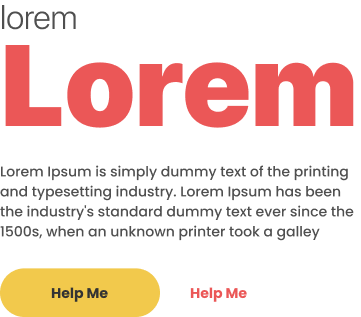 lorem
Lorem
Lorem Ipsum is simply dummy text of the printing
and typesetting industry. Lorem Ipsum has been
the industry's standard dummy text ever since the
1500s, when an unknown printer took a galley
Help Me Help Me